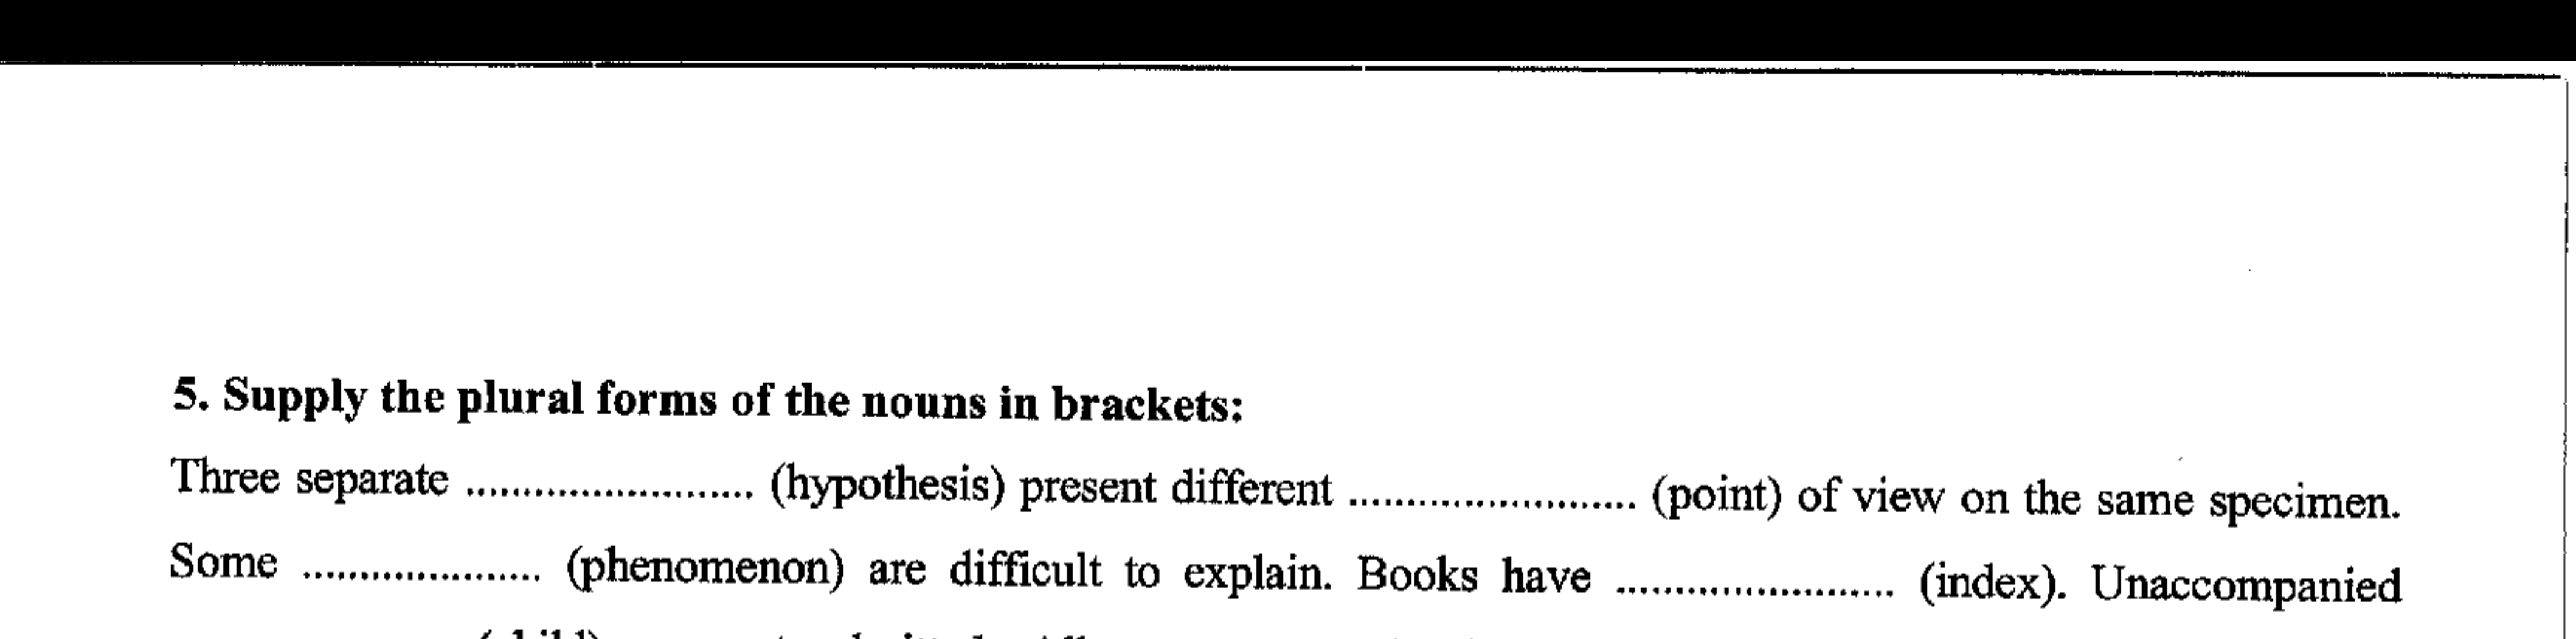 5. Supply the plural forms of the nouns in brackets:
Three separate ......................... (hypothesis) present different ......................... (point) of view on the same specimen.
Some ..................... (phenomenon) are difficult to explain. Books have ........................ (index). Unaccompanied
(child)